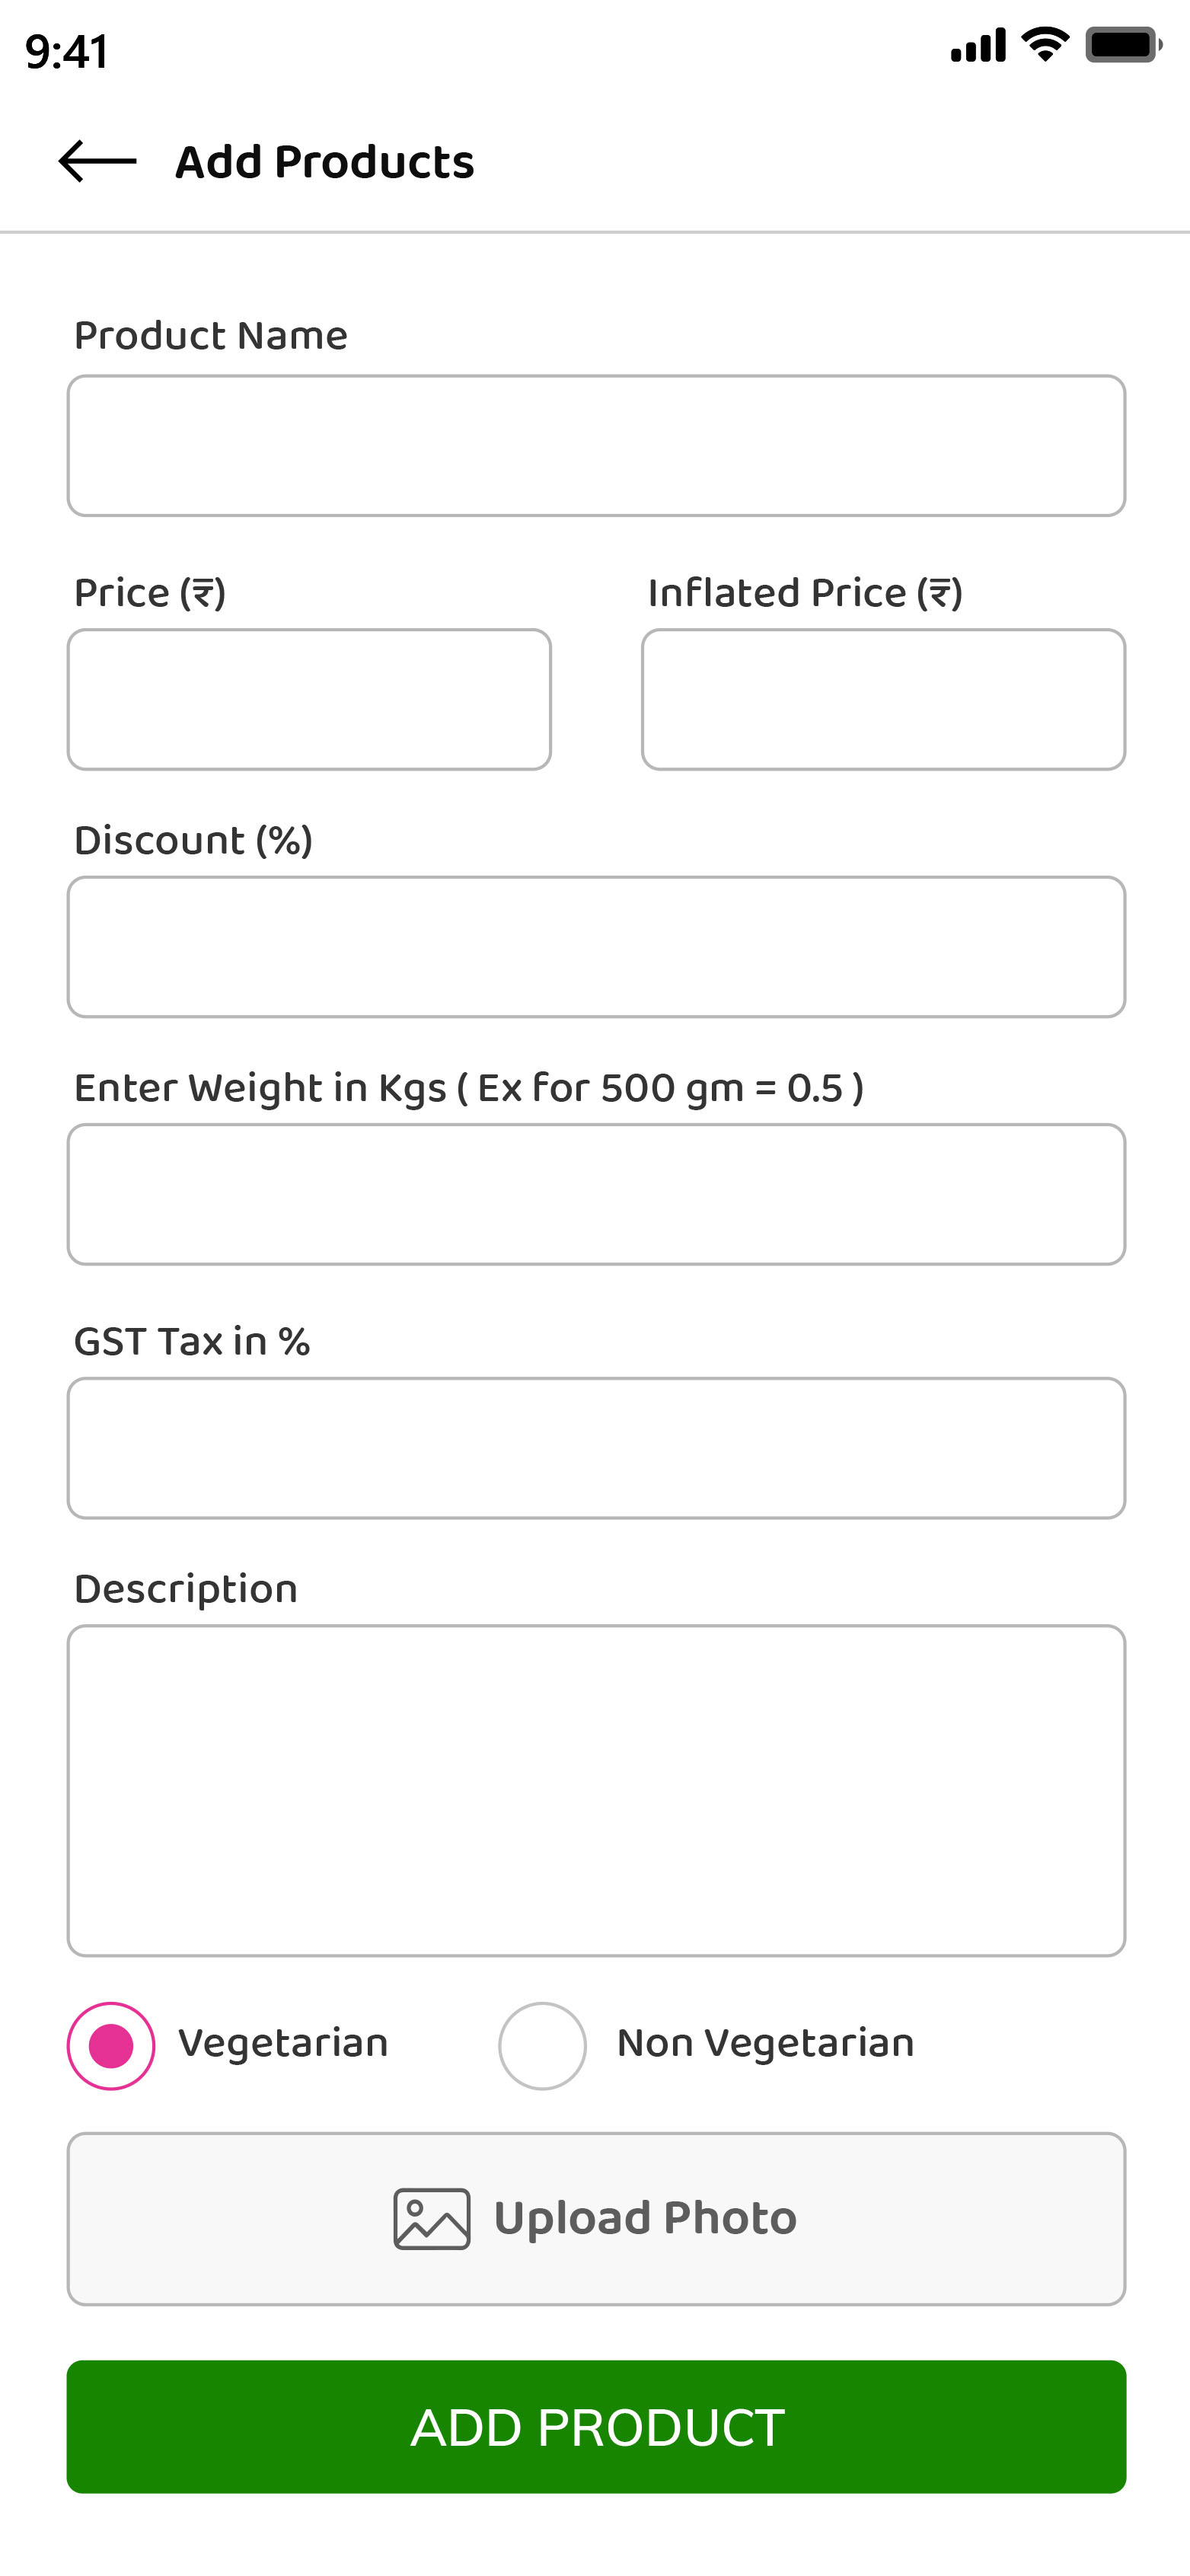 9:41
Add Products
Product Name
Price (₹) Inflated Price (₹)
Discount (%)
Enter Weight in Kgs ( Ex for 500 gm = 0.5 )
GST Tax in %
Description
Vegetarian Non Vegetarian
Upload Photo
ADD PRODUCT